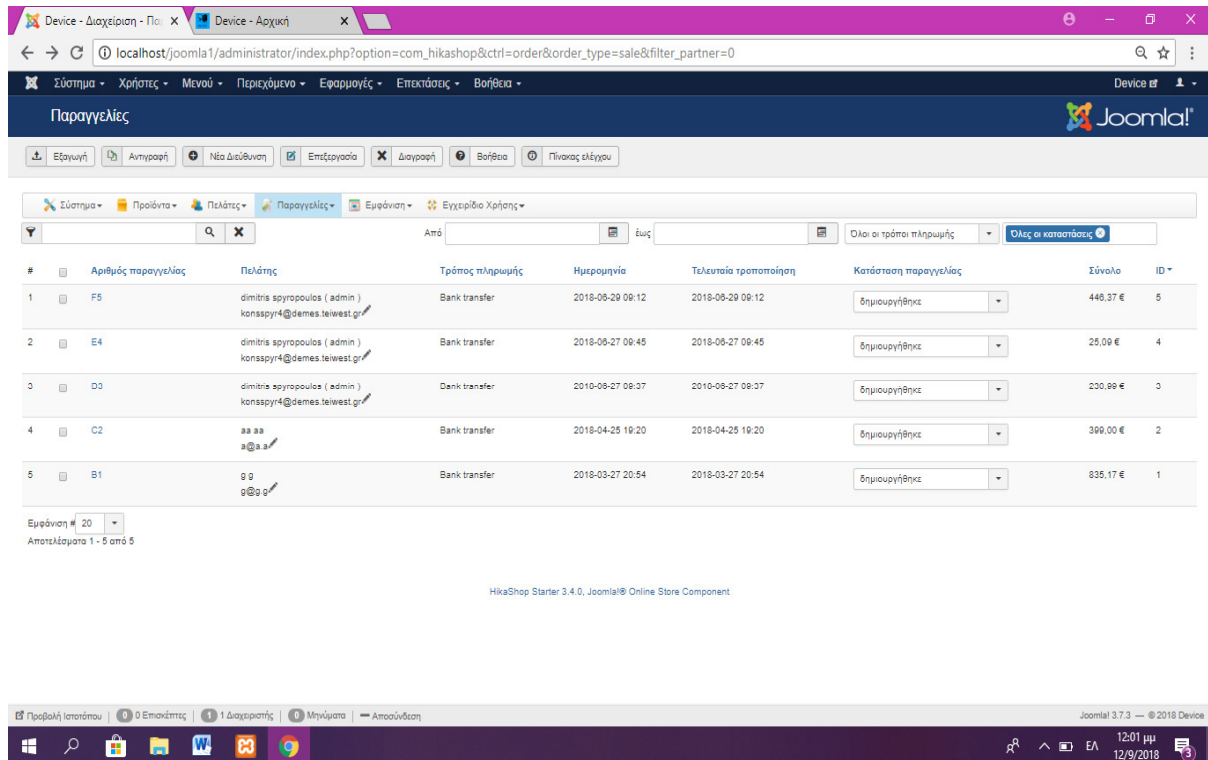 Device - Διαχείριση - Πα Device - Αρχική
localhost/joomla1/administrator/index.php?option=com_hikashop&ctrl=order&order_type=sale&filter_partner=0
Σύστημα Χρήστες Μενού Περιεχόμενο Εφαρμογές Επεκτάσεις Βοήθεια Device
Παραγγελίες Joomla!
Εξαγωγή Αντιγραφή Νέα Διεύθυνση Επεξεργασία Διαγραφή Βοήθεια Πίνακας ελέγχου
Σύστημα Προϊόντα Πελάτες Παραγγελίες Εμφάνιση Εγχειρίδιο Χρήσης
Από έως Όλοι οι τρόποι πληρωμής Όλες οι καταστάσεις
# Αριθμός παραγγελίας Πελάτης Τρόπος πληρωμής Ημερομηνία Τελευταία τροποποίηση Κατάσταση παραγγελίας Σύνολο ID
1 F5 dimitris spyropoulos ( admin ) Bank transfer 2018-06-29 09:12 2018-06-29 09:12 δημιουργήθηκε 446,37 € 5
konsspyr4@demes.teiwest.gr
2 E4 dimitris spyropoulos ( admin ) Bank transfer 2018-06-27 09:45 2018-06-27 09:45 δημιουργήθηκε 25,09 € 4
konsspyr4@demes.teiwest.gr
3 D3 dimitris spyropoulos ( admin ) Bank transfer 2018-06-27 09:37 2018-06-27 09:37 δημιουργήθηκε 230,99 € 3
konsspyr4@demes.teiwest.gr
4 C2 aa aa Bank transfer 2018-04-25 19:20 2018-04-25 19:20 δημιουργήθηκε 399,00 € 2
a@a.a
5 B1 g g Bank transfer 2018-03-27 20:54 2018-03-27 20:54 δημιουργήθηκε 835,17 € 1
g@g.g
Εμφάνιση # 20
Αποτελέσματα 1 - 5 από 5
HikaShop Starter 3.4.0, Joomla!® Online Store Component
Προβολή Ιστοτόπου | 0 0 Επισκέπτες | 1 1 Διαχειριστής | 0 Μηνύματα | Αποσύνδεση Joomla! 3.7.3 — © 2018 Device
ΕΛ 12:01 μμ
12/9/2018 3